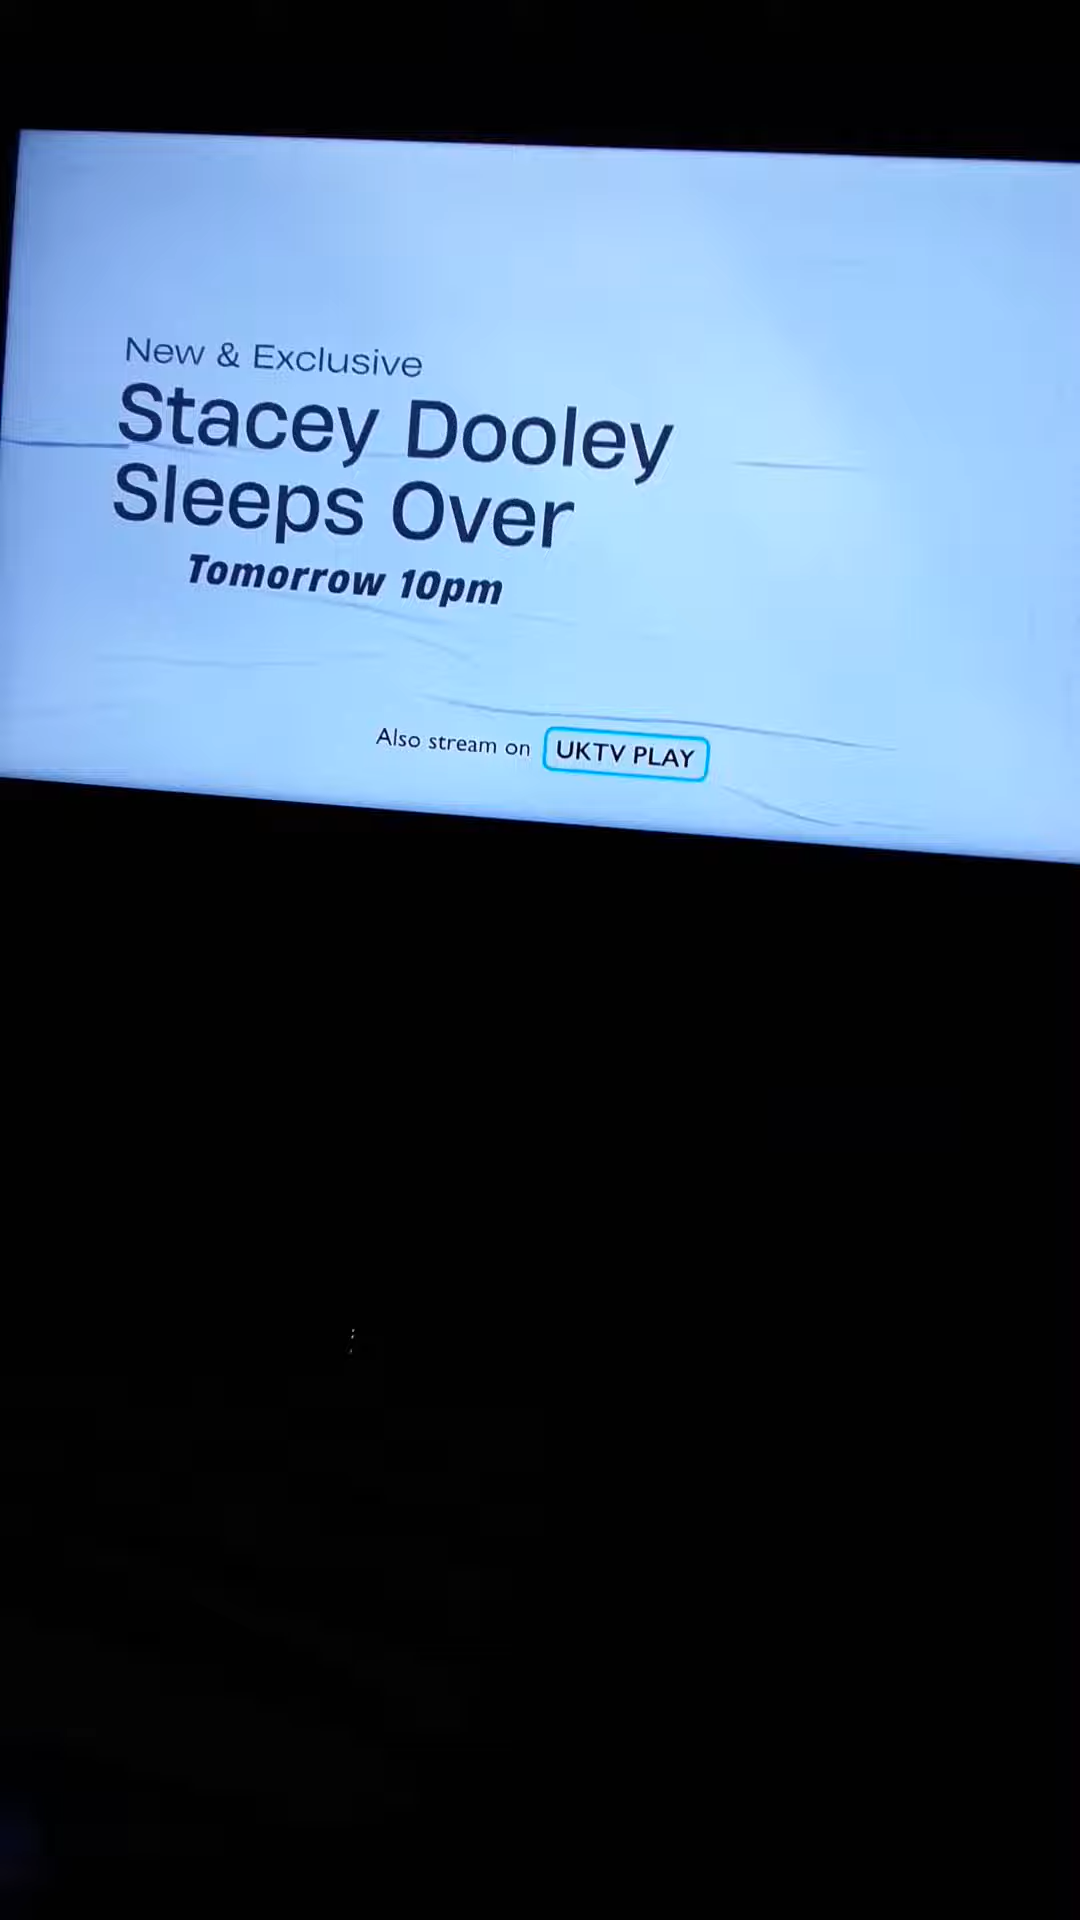 New & Exclusive
Stacey Dooley
Sleeps Over
Tomorrow 10pm
Also stream on UKTV PLAY